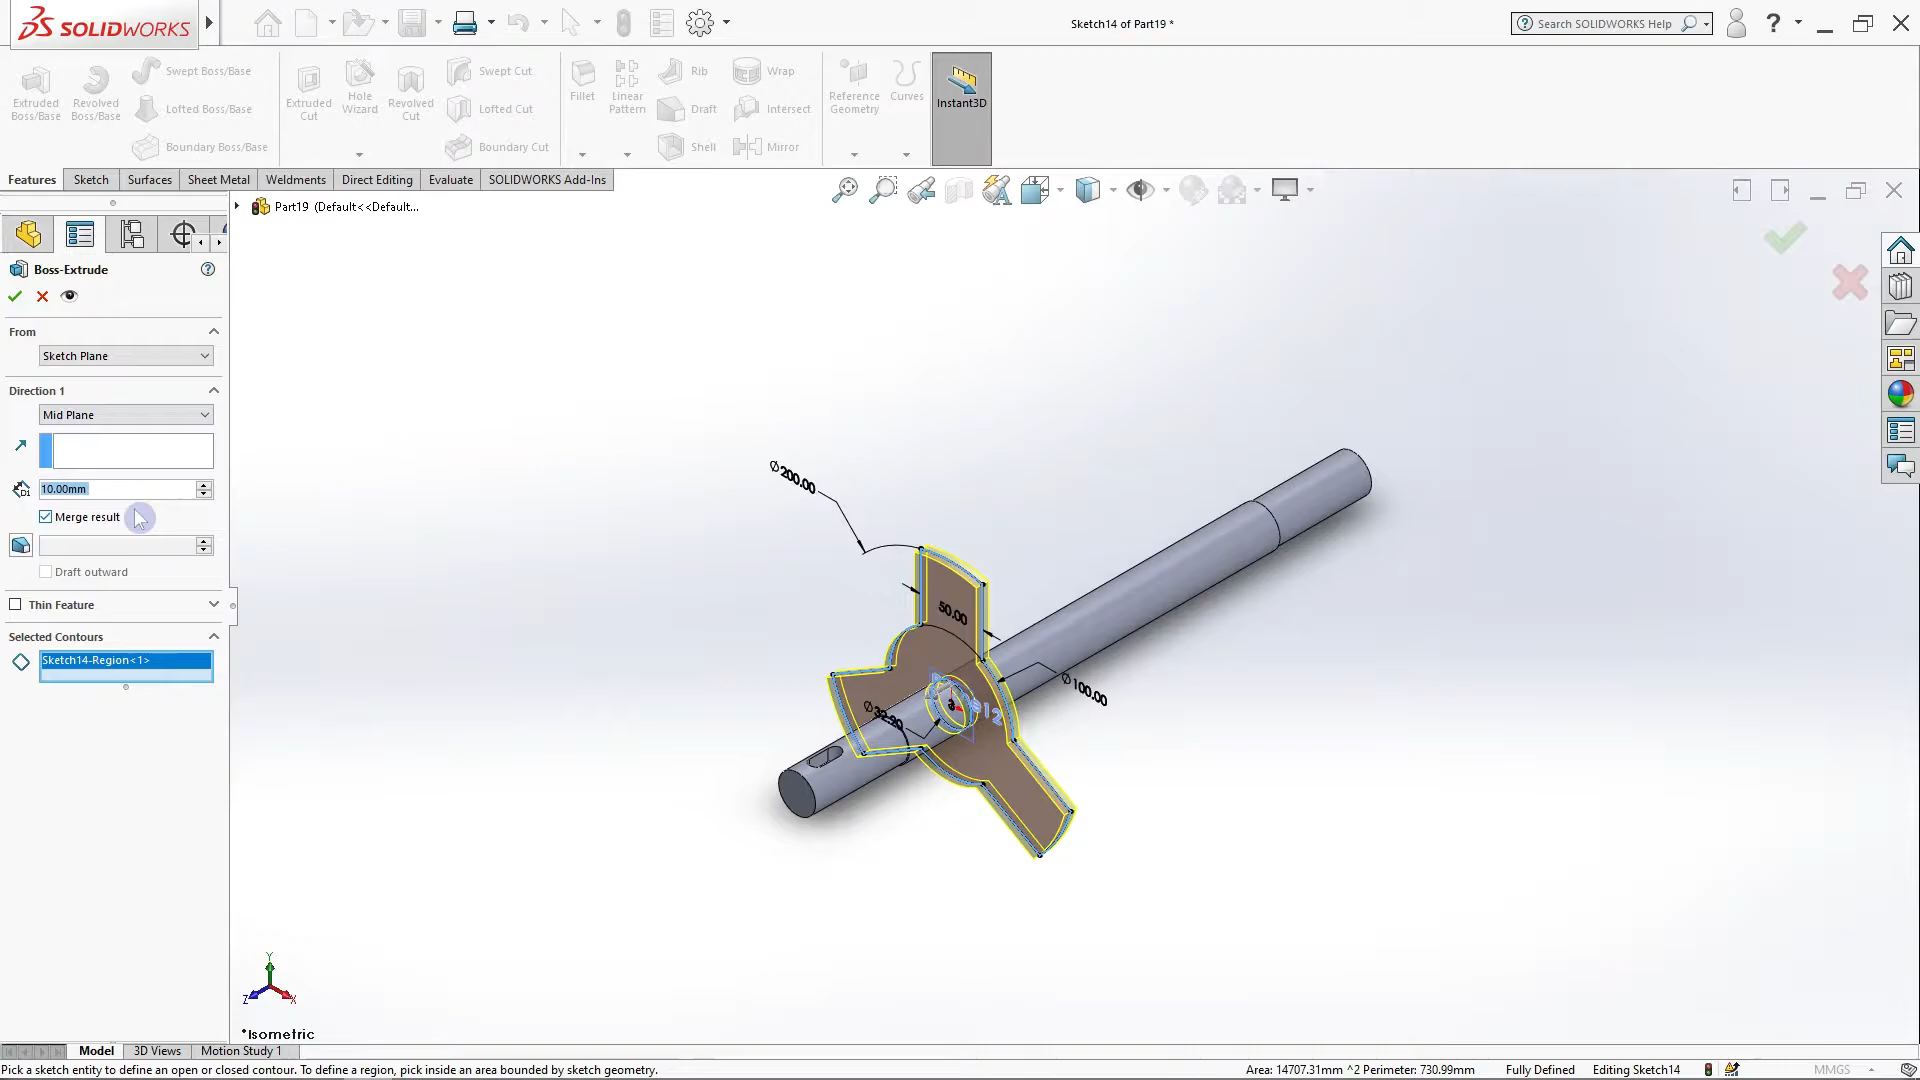 SOLIDWORKS
Sketch14 of Part19 *
Search SOLIDWORKS Help
?
Extruded Boss/Base
Revolved Boss/Base
Swept Boss/Base
Lofted Boss/Base
Boundary Boss/Base
Extruded Cut
Hole Wizard
Revolved Cut
Swept Cut
Lofted Cut
Boundary Cut
Fillet
Linear Pattern
Rib
Draft
Shell
Wrap
Intersect
Mirror
Reference Geometry
Curves
Instant3D
Features
Sketch
Surfaces
Sheet Metal
Weldments
Direct Editing
Evaluate
SOLIDWORKS Add-Ins
Part19 (Default<<Default...
Boss-Extrude
From
Sketch Plane
Direction 1
Mid Plane
D1
10.00mm
Merge result
Draft outward
Thin Feature
Selected Contours
Sketch14-Region<1>
Ø200.00
50.00
Ø100.00
Ø32.20
Y
Z
X
*Isometric
Model
3D Views
Motion Study 1
Pick a sketch entity to define an open or closed contour. To define a region, pick inside an area bounded by sketch geometry.
Area: 14707.31mm ^2 Perimeter: 730.99mm
Fully Defined
Editing Sketch14
MMGS